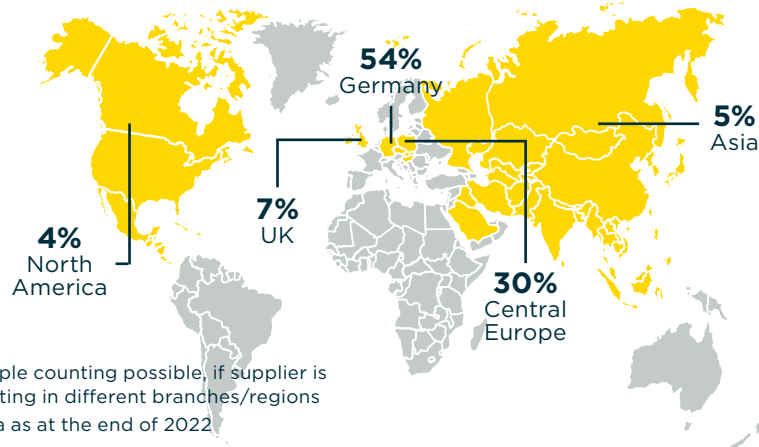 54%
Germany
5%
Asia
7%
UK
4%
North
America
30%
Central
Europe
ple counting possible, if supplier is
ting in different branches/regions
a as at the end of 2022